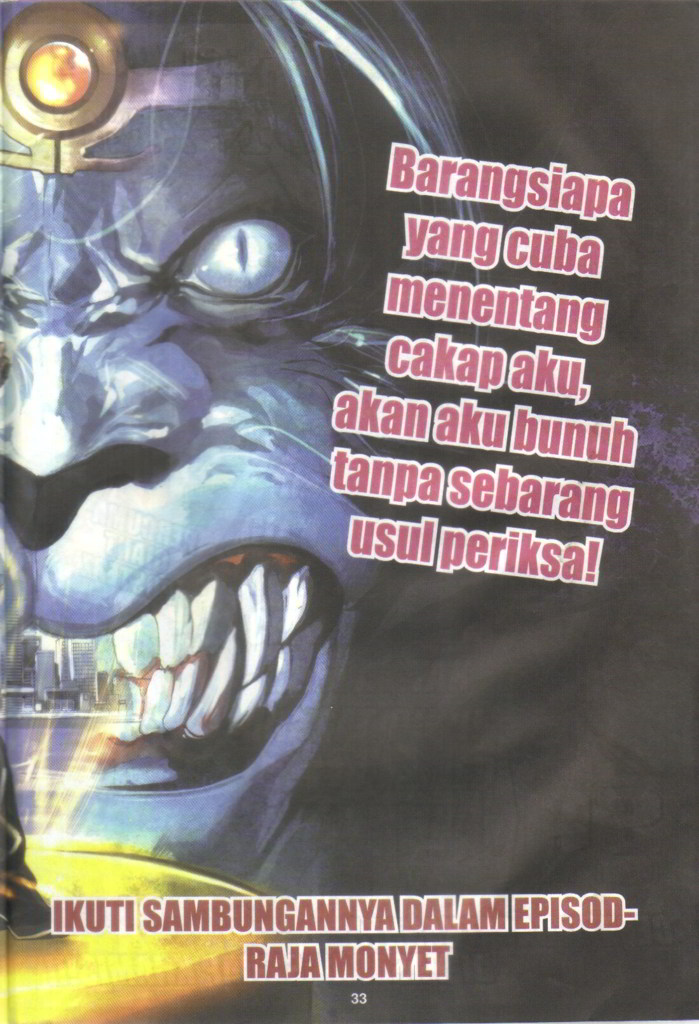 Barangsiapa
yang cuba
menentang
cakap aku,
akan aku bunuh
tanpa sebarang
usul periksa!
IKUTI SAMBUNGANNYA DALAM EPISOD-
RAJA MONYET
33